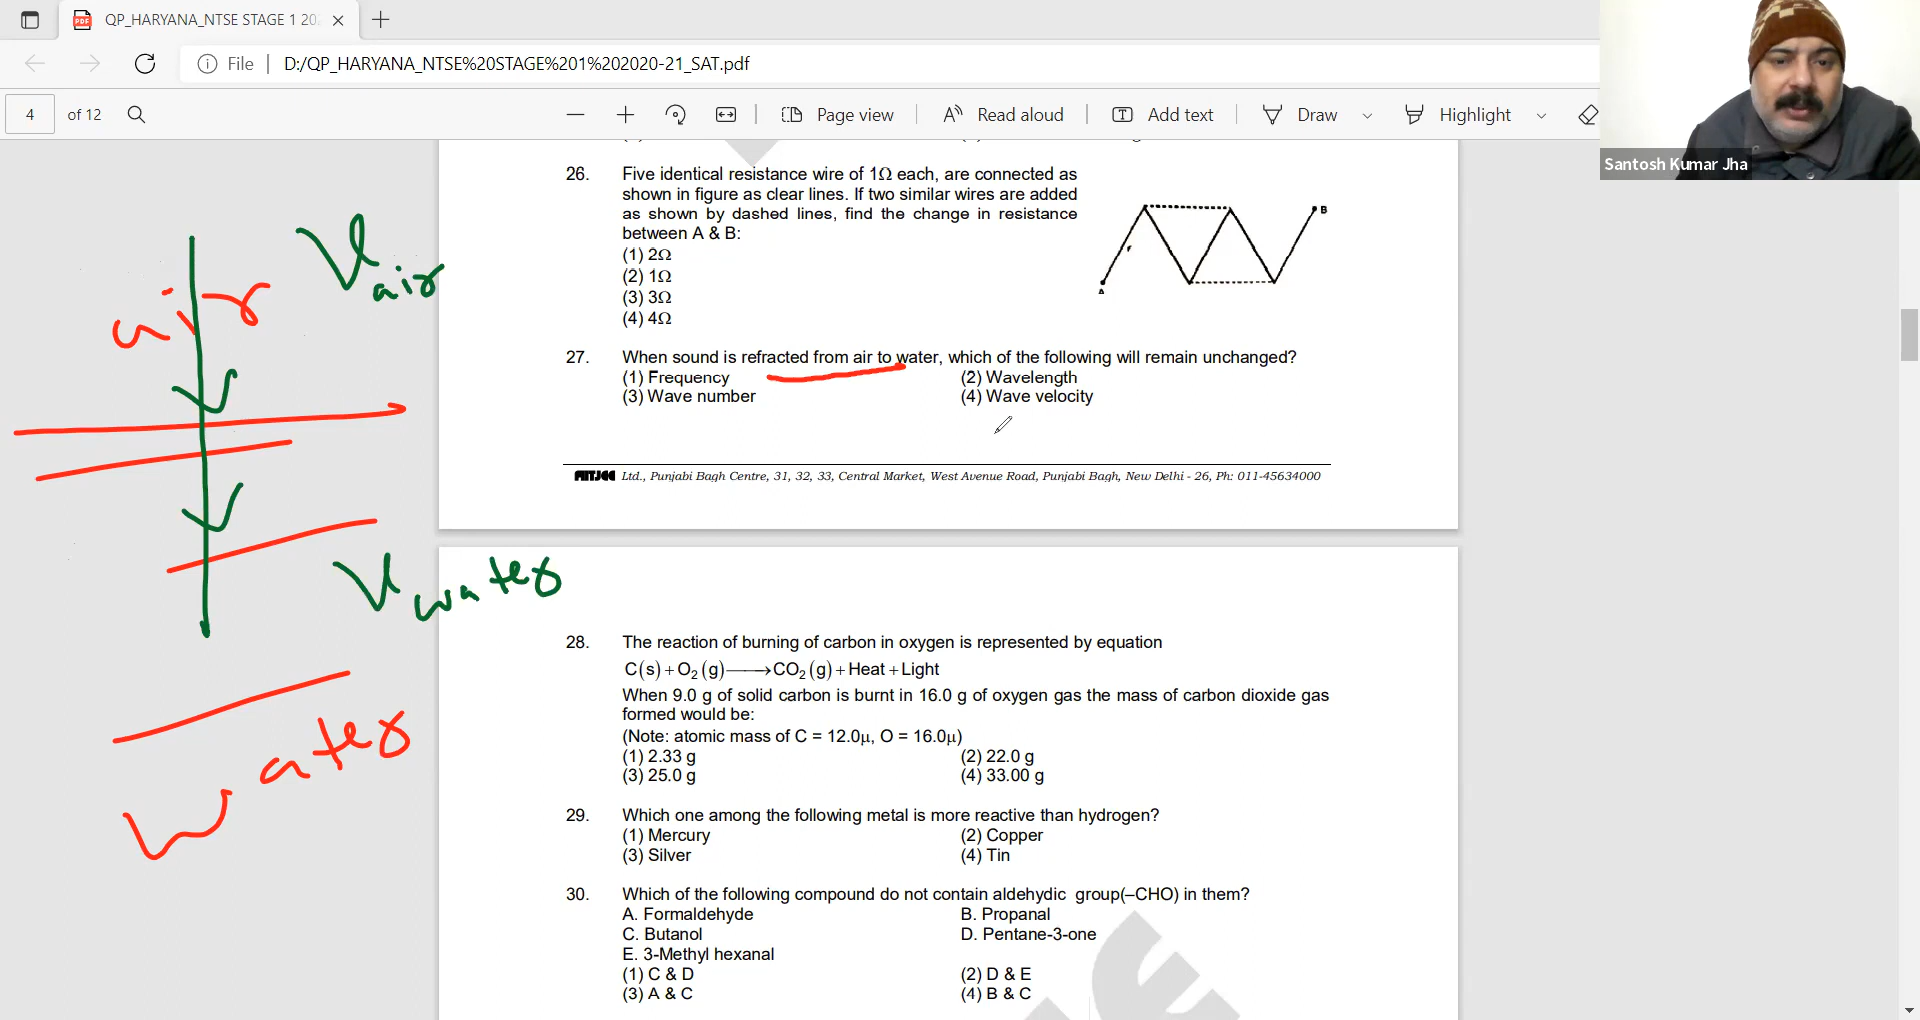 QP_HARYANA_NTSE STAGE 1 20
File
D:/QP_HARYANA_NTSE%20STAGE%201%202020-21_SAT.pdf
4 of 12
Page view
Read aloud
Add text
Draw
Highlight
Santosh Kumar Jha
26. Five identical resistance wire of 1Ω each, are connected as
shown in figure as clear lines. If two similar wires are added
as shown by dashed lines, find the change in resistance
between A & B:
(1) 2Ω
(2) 1Ω
(3) 3Ω
(4) 4Ω
A
B
27. When sound is refracted from air to water, which of the following will remain unchanged?
(1) Frequency (2) Wavelength
(3) Wave number (4) Wave velocity
FIITJEE Ltd., Punjabi Bagh Centre, 31, 32, 33, Central Market, West Avenue Road, Punjabi Bagh, New Delhi - 26, Ph: 011-45634000
28. The reaction of burning of carbon in oxygen is represented by equation
C(s)+O₂(g)⟶CO₂(g)+Heat+Light
When 9.0 g of solid carbon is burnt in 16.0 g of oxygen gas the mass of carbon dioxide gas
formed would be:
(Note: atomic mass of C = 12.0μ, O = 16.0μ)
(1) 2.33 g (2) 22.0 g
(3) 25.0 g (4) 33.00 g
29. Which one among the following metal is more reactive than hydrogen?
(1) Mercury (2) Copper
(3) Silver (4) Tin
30. Which of the following compound do not contain aldehydic group(–CHO) in them?
A. Formaldehyde B. Propanal
C. Butanol D. Pentane-3-one
E. 3-Methyl hexanal
(1) C & D (2) D & E
(3) A & C (4) B & C
V air
air
V water
water